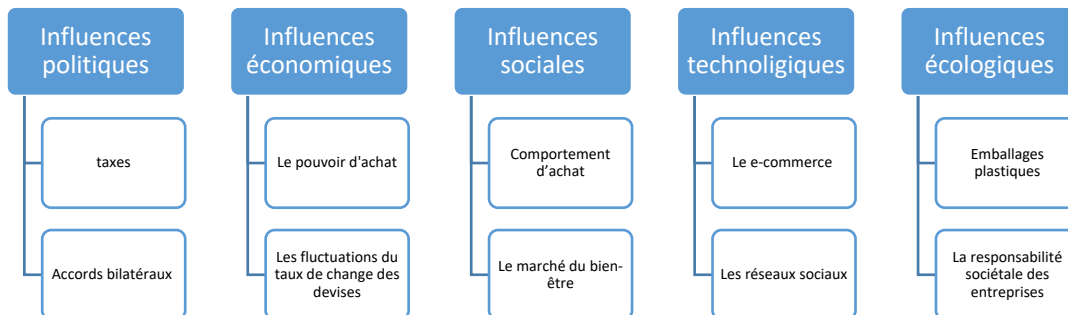 Influences
politiques
taxes
Accords bilatéraux
Influences
économiques
Le pouvoir d'achat
Les fluctuations du
taux de change des
devises
Influences
sociales
Comportement
d’achat
Le marché du bien-
être
Influences
technoligiques
Le e-commerce
Les réseaux sociaux
Influences
écologiques
Emballages
plastiques
La responsabilité
sociétale des
entreprises